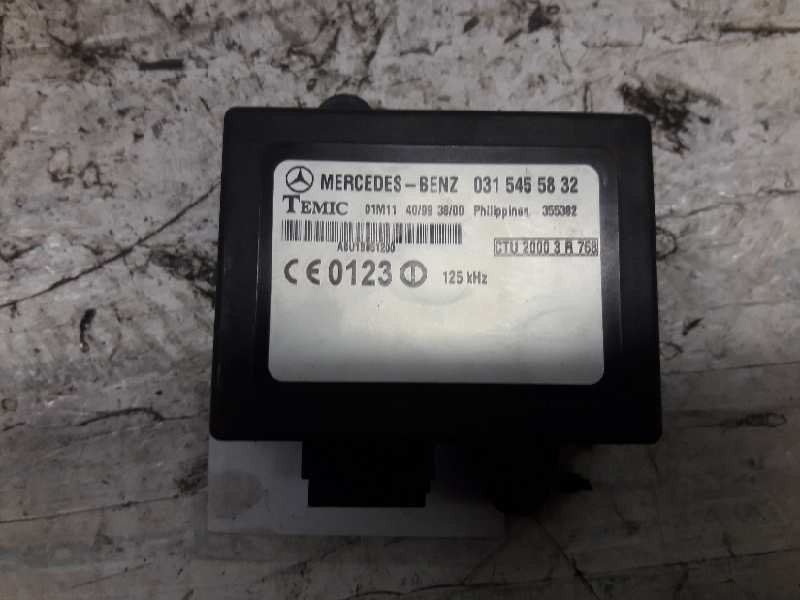 MERCEDES-BENZ 031 545 58 32
TEMIC 01M11 40/99 38/00 Philippines 355382
CTU 2000 3 R 758
CE 0123 125 kHz